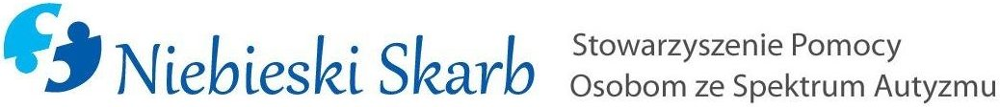 Niebieski Skarb
Stowarzyszenie Pomocy
Osobom ze Spektrum Autyzmu